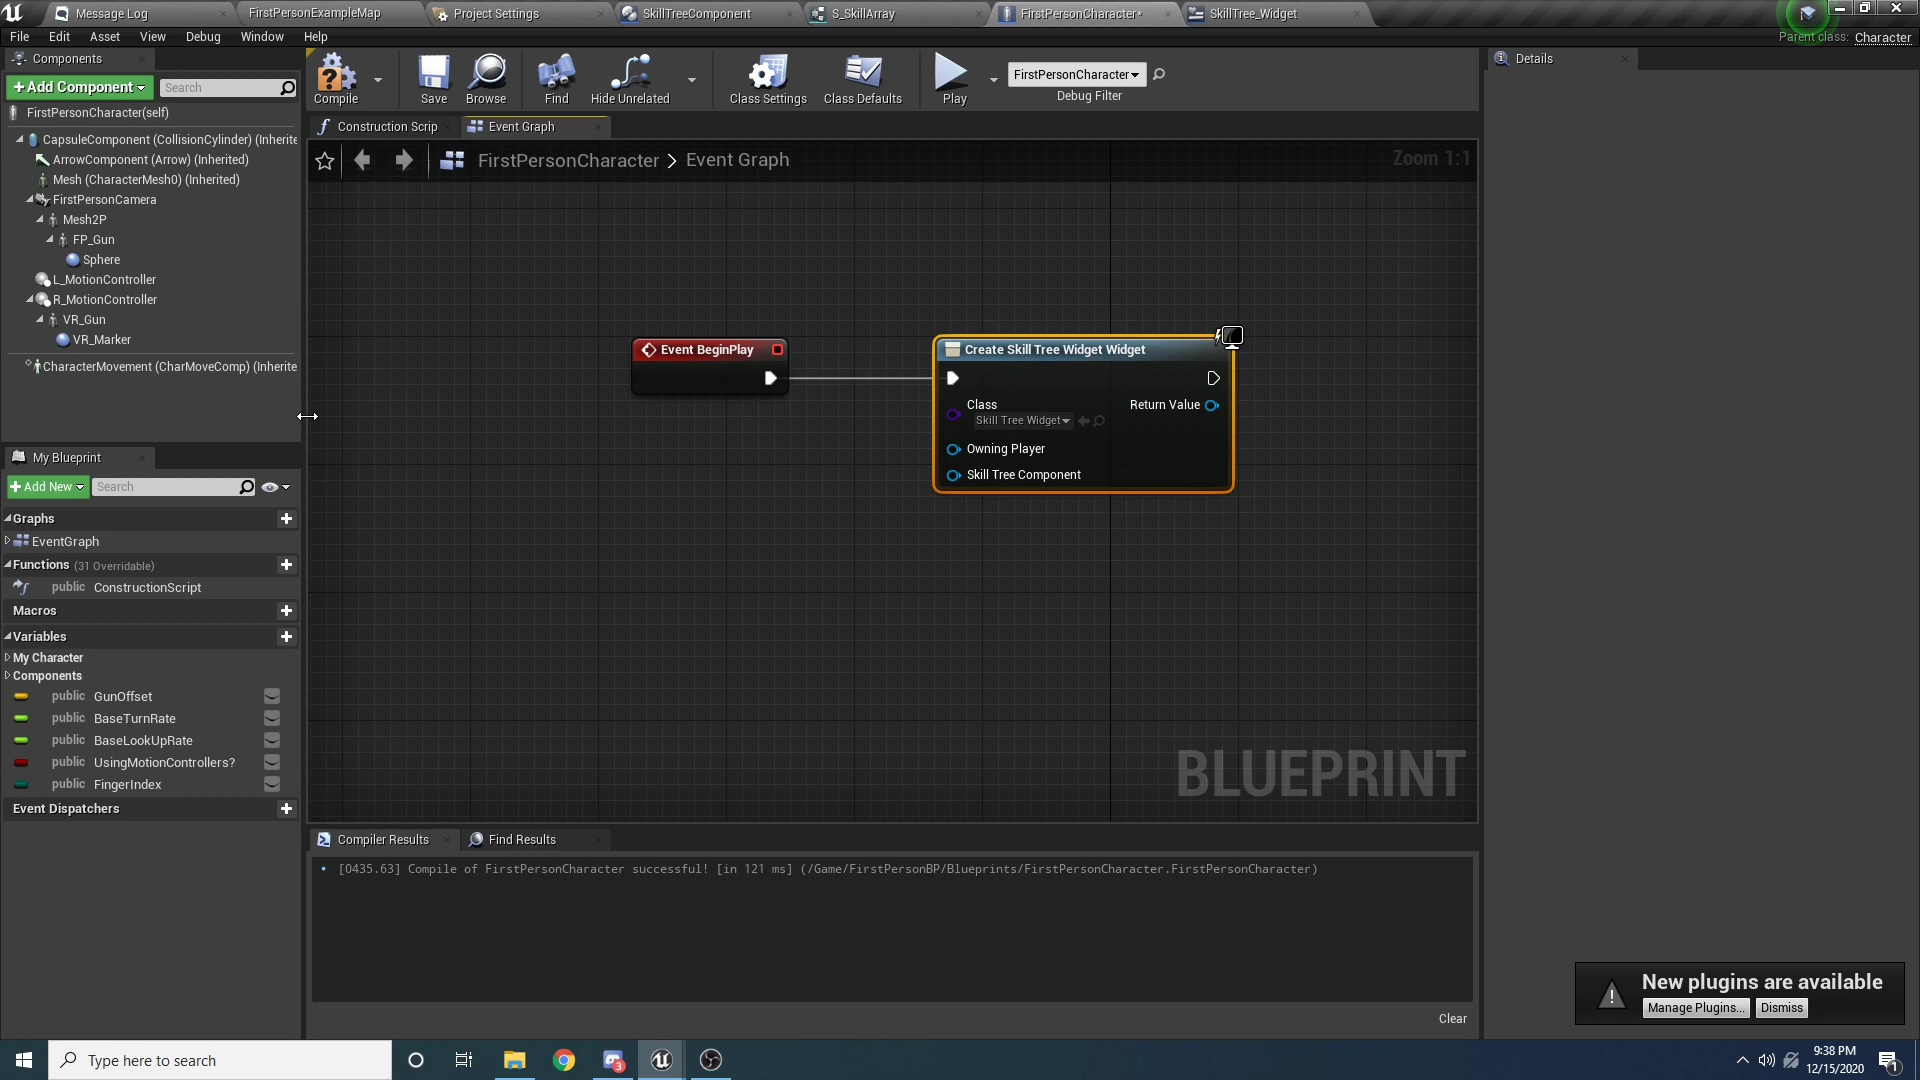 Message Log
FirstPersonExampleMap
Project Settings
SkillTreeComponent
S_SkillArray
FirstPersonCharacter*
SkillTree_Widget
File
Edit
Asset
View
Debug
Window
Help
Parent class:
Character
Components
+ Add Component
Search
FirstPersonCharacter(self)
CapsuleComponent (CollisionCylinder) (Inherite
ArrowComponent (Arrow) (Inherited)
Mesh (CharacterMesh0) (Inherited)
FirstPersonCamera
Mesh2P
FP_Gun
Sphere
L_MotionController
R_MotionController
VR_Gun
VR_Marker
CharacterMovement (CharMoveComp) (Inherite
Compile
Save
Browse
Find
Hide Unrelated
Class Settings
Class Defaults
Play
FirstPersonCharacter
Debug Filter
Details
Construction Scrip
Event Graph
FirstPersonCharacter > Event Graph
Zoom 1:1
Event BeginPlay
Create Skill Tree Widget Widget
Class
Skill Tree Widget
Return Value
Owning Player
Skill Tree Component
BLUEPRINT
My Blueprint
+ Add New
Search
Graphs
EventGraph
Functions (31 Overridable)
public ConstructionScript
Macros
Variables
My Character
Components
public GunOffset
public BaseTurnRate
public BaseLookUpRate
public UsingMotionControllers?
public FingerIndex
Event Dispatchers
Compiler Results
Find Results
[0435.63] Compile of FirstPersonCharacter successful! [in 121 ms] (/Game/FirstPersonBP/Blueprints/FirstPersonCharacter.FirstPersonCharacter)
Clear
New plugins are available
Manage Plugins...
Dismiss
Type here to search
3
9:38 PM
12/15/2020
1